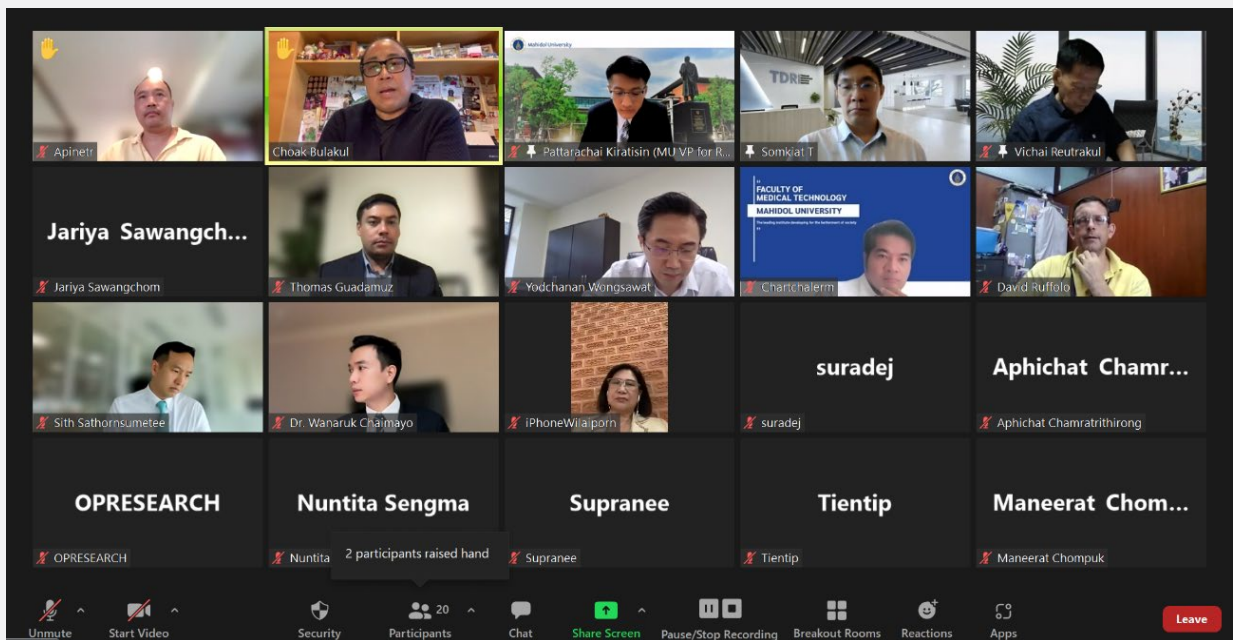 Apinetr
Choak Bulakul
Mahidol University
Pattarachai Kiratisin (MU VP for R...
TDRI
Somkiat T
Vichai Reutrakul
Jariya Sawangch...
Jariya Sawangchom
Thomas Guadamuz
Yodchanan Wongsawat
FACULTY OF
MEDICAL TECHNOLOGY
MAHIDOL UNIVERSITY
Chartchalerm
David Ruffolo
Sith Sathornsumetee
Dr. Wanaruk Chaimayo
iPhoneWilaiporn
suradej
suradej
Aphichat Chamr...
Aphichat Chamratrithirong
OPRESEARCH
OPRESEARCH
Nuntita Sengma
Nuntita
2 participants raised hand
Supranee
Supranee
Tientip
Tientip
Maneerat Chom...
Maneerat Chompuk
Unmute
Start Video
Security
20
Participants
Chat
Share Screen
Pause/Stop Recording
Breakout Rooms
Reactions
Apps
Leave